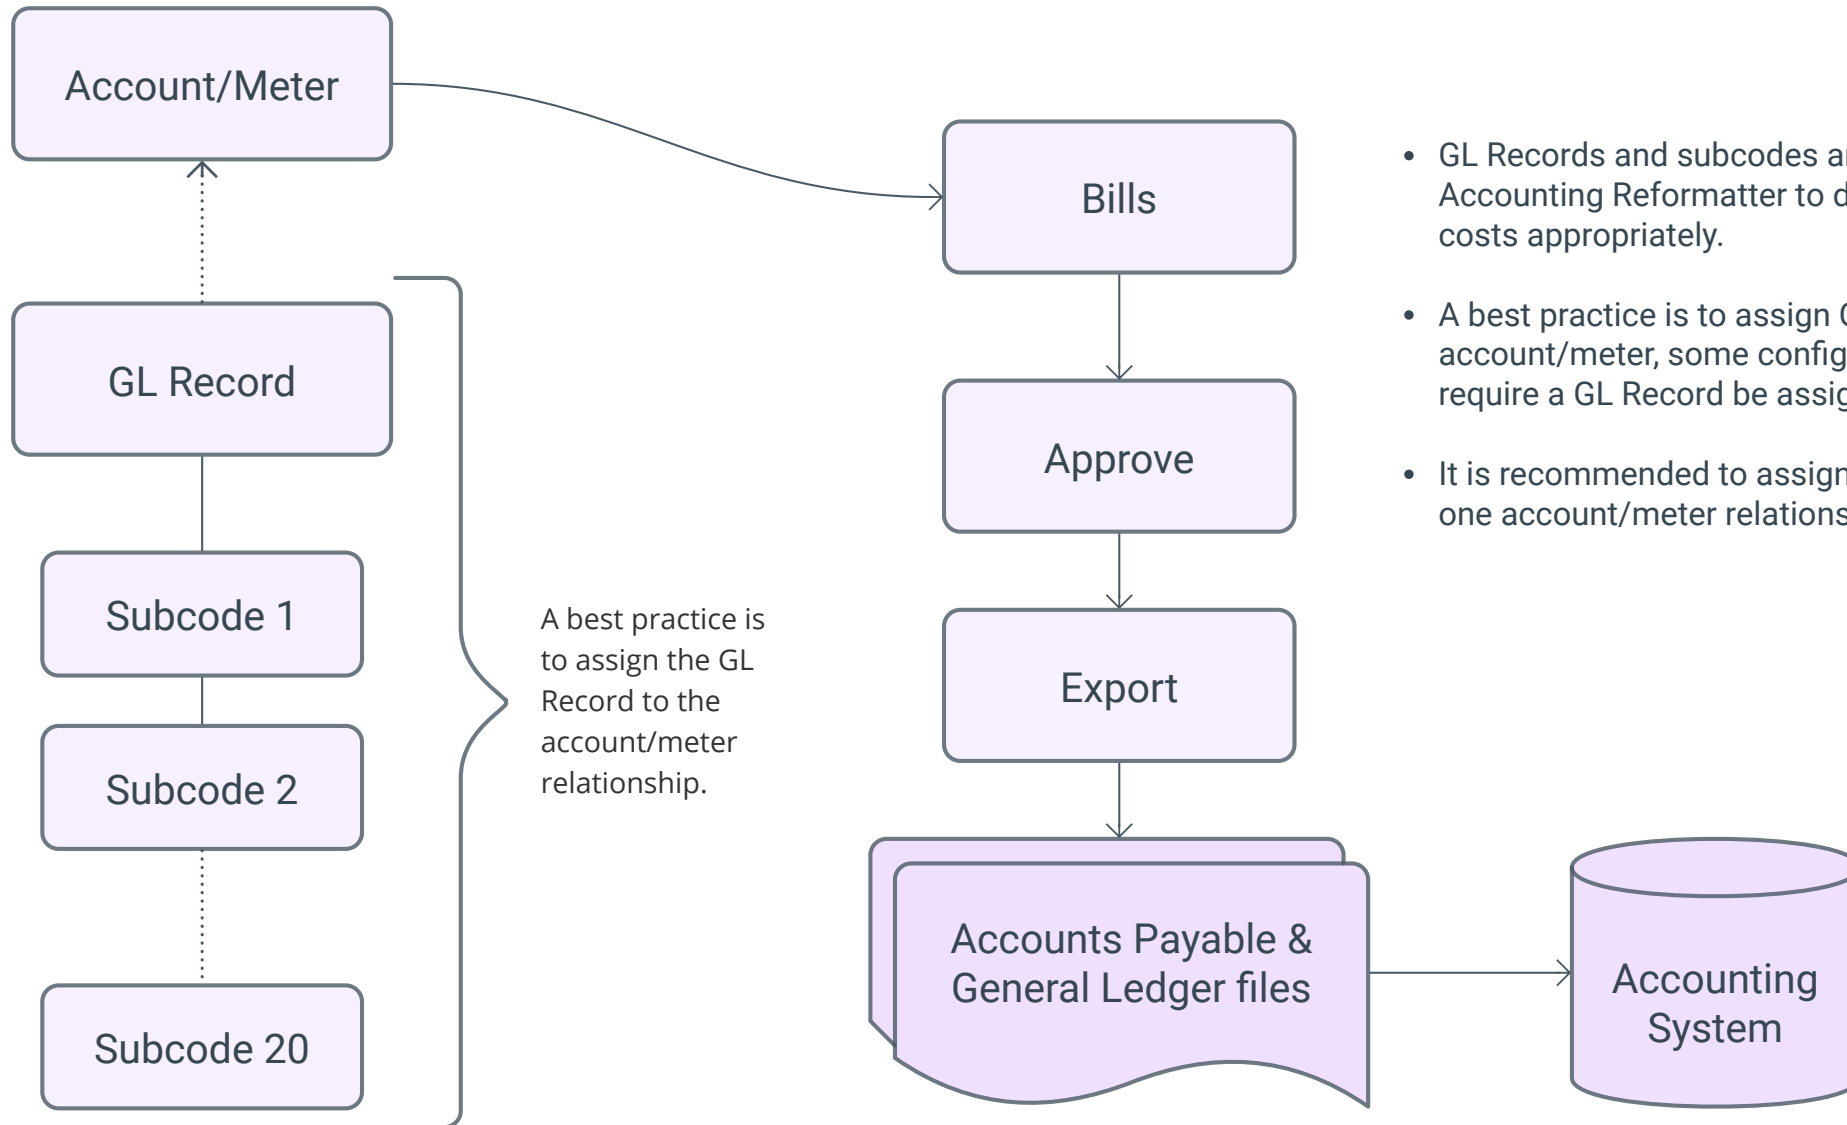 Account/Meter
GL Record
Subcode 1
Subcode 2
Subcode 20
A best practice is
to assign the GL
Record to the
account/meter
relationship.
Bills
Approve
Export
Accounts Payable &
General Ledger files
Accounting
System
• GL Records and subcodes
Accounting Reformatter to
costs appropriately.
• A best practice is to assign
account/meter, some
require a GL Record be
• It is recommended to assign
one account/meter